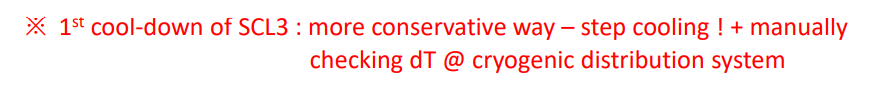 ※ 1st cool-down of SCL3 : more conservative way – step cooling ! + manually
checking dT @ cryogenic distribution system